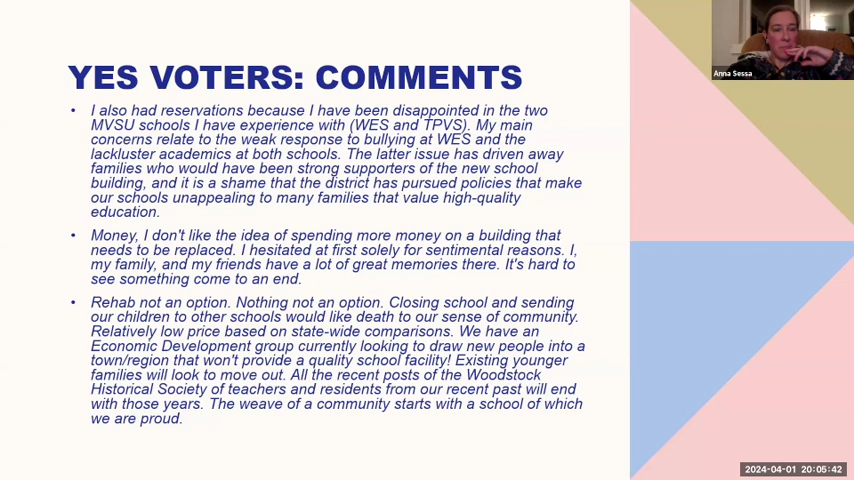 Anna Sessa
YES VOTERS: COMMENTS
• I also had reservations because I have been disappointed in the two
MVSU schools I have experience with (WES and TPVS). My main
concerns relate to the weak response to bullying at WES and the
lackluster academics at both schools. The latter issue has driven away
families who would have been strong supporters of the new school
building, and it is a shame that the district has pursued policies that make
our schools unappealing to many families that value high-quality
education.
• Money, I don't like the idea of spending more money on a building that
needs to be replaced. I hesitated at first solely for sentimental reasons. I,
my family, and my friends have a lot of great memories there. It's hard to
see something come to an end.
• Rehab not an option. Nothing not an option. Closing school and sending
our children to other schools would like death to our sense of community.
Relatively low price based on state-wide comparisons. We have an
Economic Development group currently looking to draw new people into a
town/region that won't provide a quality school facility! Existing younger
families will look to move out. All the recent posts of the Woodstock
Historical Society of teachers and residents from our recent past will end
with those years. The weave of a community starts with a school of which
we are proud.
2024-04-01 20:05:42